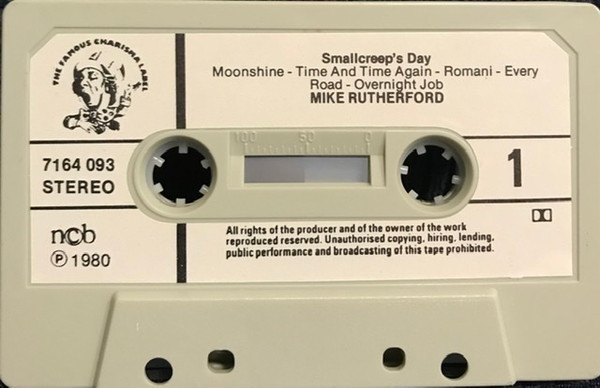 THE FAMOUS CHARISMA LABEL
Smallcreep's Day
Moonshine - Time And Time Again - Romani - Every
Road - Overnight Job
MIKE RUTHERFORD
100 50 0
7164 093
STEREO
1
ncb
Ⓟ 1980
All rights of the producer and of the owner of the work
reproduced reserved. Unauthorised copying, hiring, lending,
public performance and broadcasting of this tape prohibited.